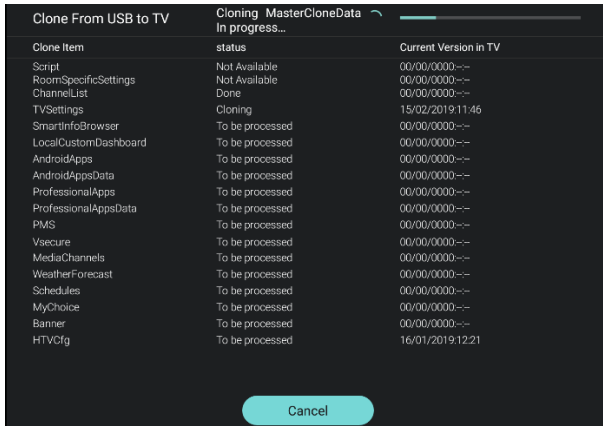 Clone From USB to TV
Cloning MasterCloneData
In progress...
Clone Item status Current Version in TV
Script Not Available 00/00/0000:--:--
RoomSpecificSettings Not Available 00/00/0000:--:--
ChannelList Done 00/00/0000:--:--
TVSettings Cloning 15/02/2019:11:46
SmartInfoBrowser To be processed 00/00/0000:--:--
LocalCustomDashboard To be processed 00/00/0000:--:--
AndroidApps To be processed 00/00/0000:--:--
AndroidAppsData To be processed 00/00/0000:--:--
ProfessionalApps To be processed 00/00/0000:--:--
ProfessionalAppsData To be processed 00/00/0000:--:--
PMS To be processed 00/00/0000:--:--
Vsecure To be processed 00/00/0000:--:--
MediaChannels To be processed 00/00/0000:--:--
WeatherForecast To be processed 00/00/0000:--:--
Schedules To be processed 00/00/0000:--:--
MyChoice To be processed 00/00/0000:--:--
Banner To be processed 00/00/0000:--:--
HTVCfg To be processed 16/01/2019:12:21
Cancel